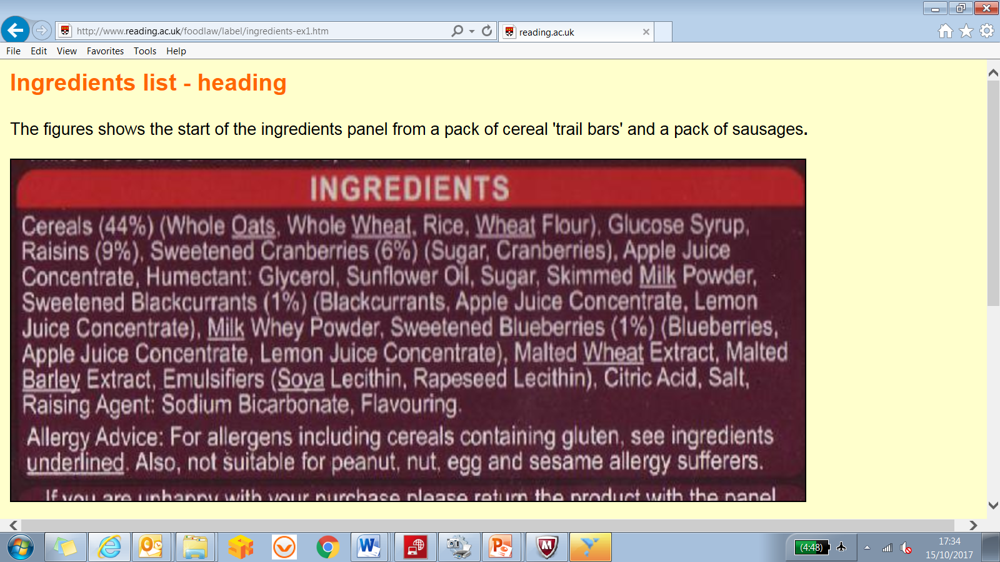 http://www.reading.ac.uk/foodlaw/label/ingredients-ex1.htm
reading.ac.uk
File Edit View Favorites Tools Help
Ingredients list - heading
The figures shows the start of the ingredients panel from a pack of cereal 'trail bars' and a pack of sausages.
INGREDIENTS
Cereals (44%) (Whole Oats, Whole Wheat, Rice, Wheat Flour), Glucose Syrup,
Raisins (9%), Sweetened Cranberries (6%) (Sugar, Cranberries), Apple Juice
Concentrate, Humectant: Glycerol, Sunflower Oil, Sugar, Skimmed Milk Powder,
Sweetened Blackcurrants (1%) (Blackcurrants, Apple Juice Concentrate, Lemon
Juice Concentrate), Milk Whey Powder, Sweetened Blueberries (1%) (Blueberries,
Apple Juice Concentrate, Lemon Juice Concentrate), Malted Wheat Extract, Malted
Barley Extract, Emulsifiers (Soya Lecithin, Rapeseed Lecithin), Citric Acid, Salt,
Raising Agent: Sodium Bicarbonate, Flavouring.
Allergy Advice: For allergens including cereals containing gluten, see ingredients
underlined. Also, not suitable for peanut, nut, egg and sesame allergy sufferers.
If you are unhappy with your purchase please return the product with the panel
(4:48)
17:34
15/10/2017